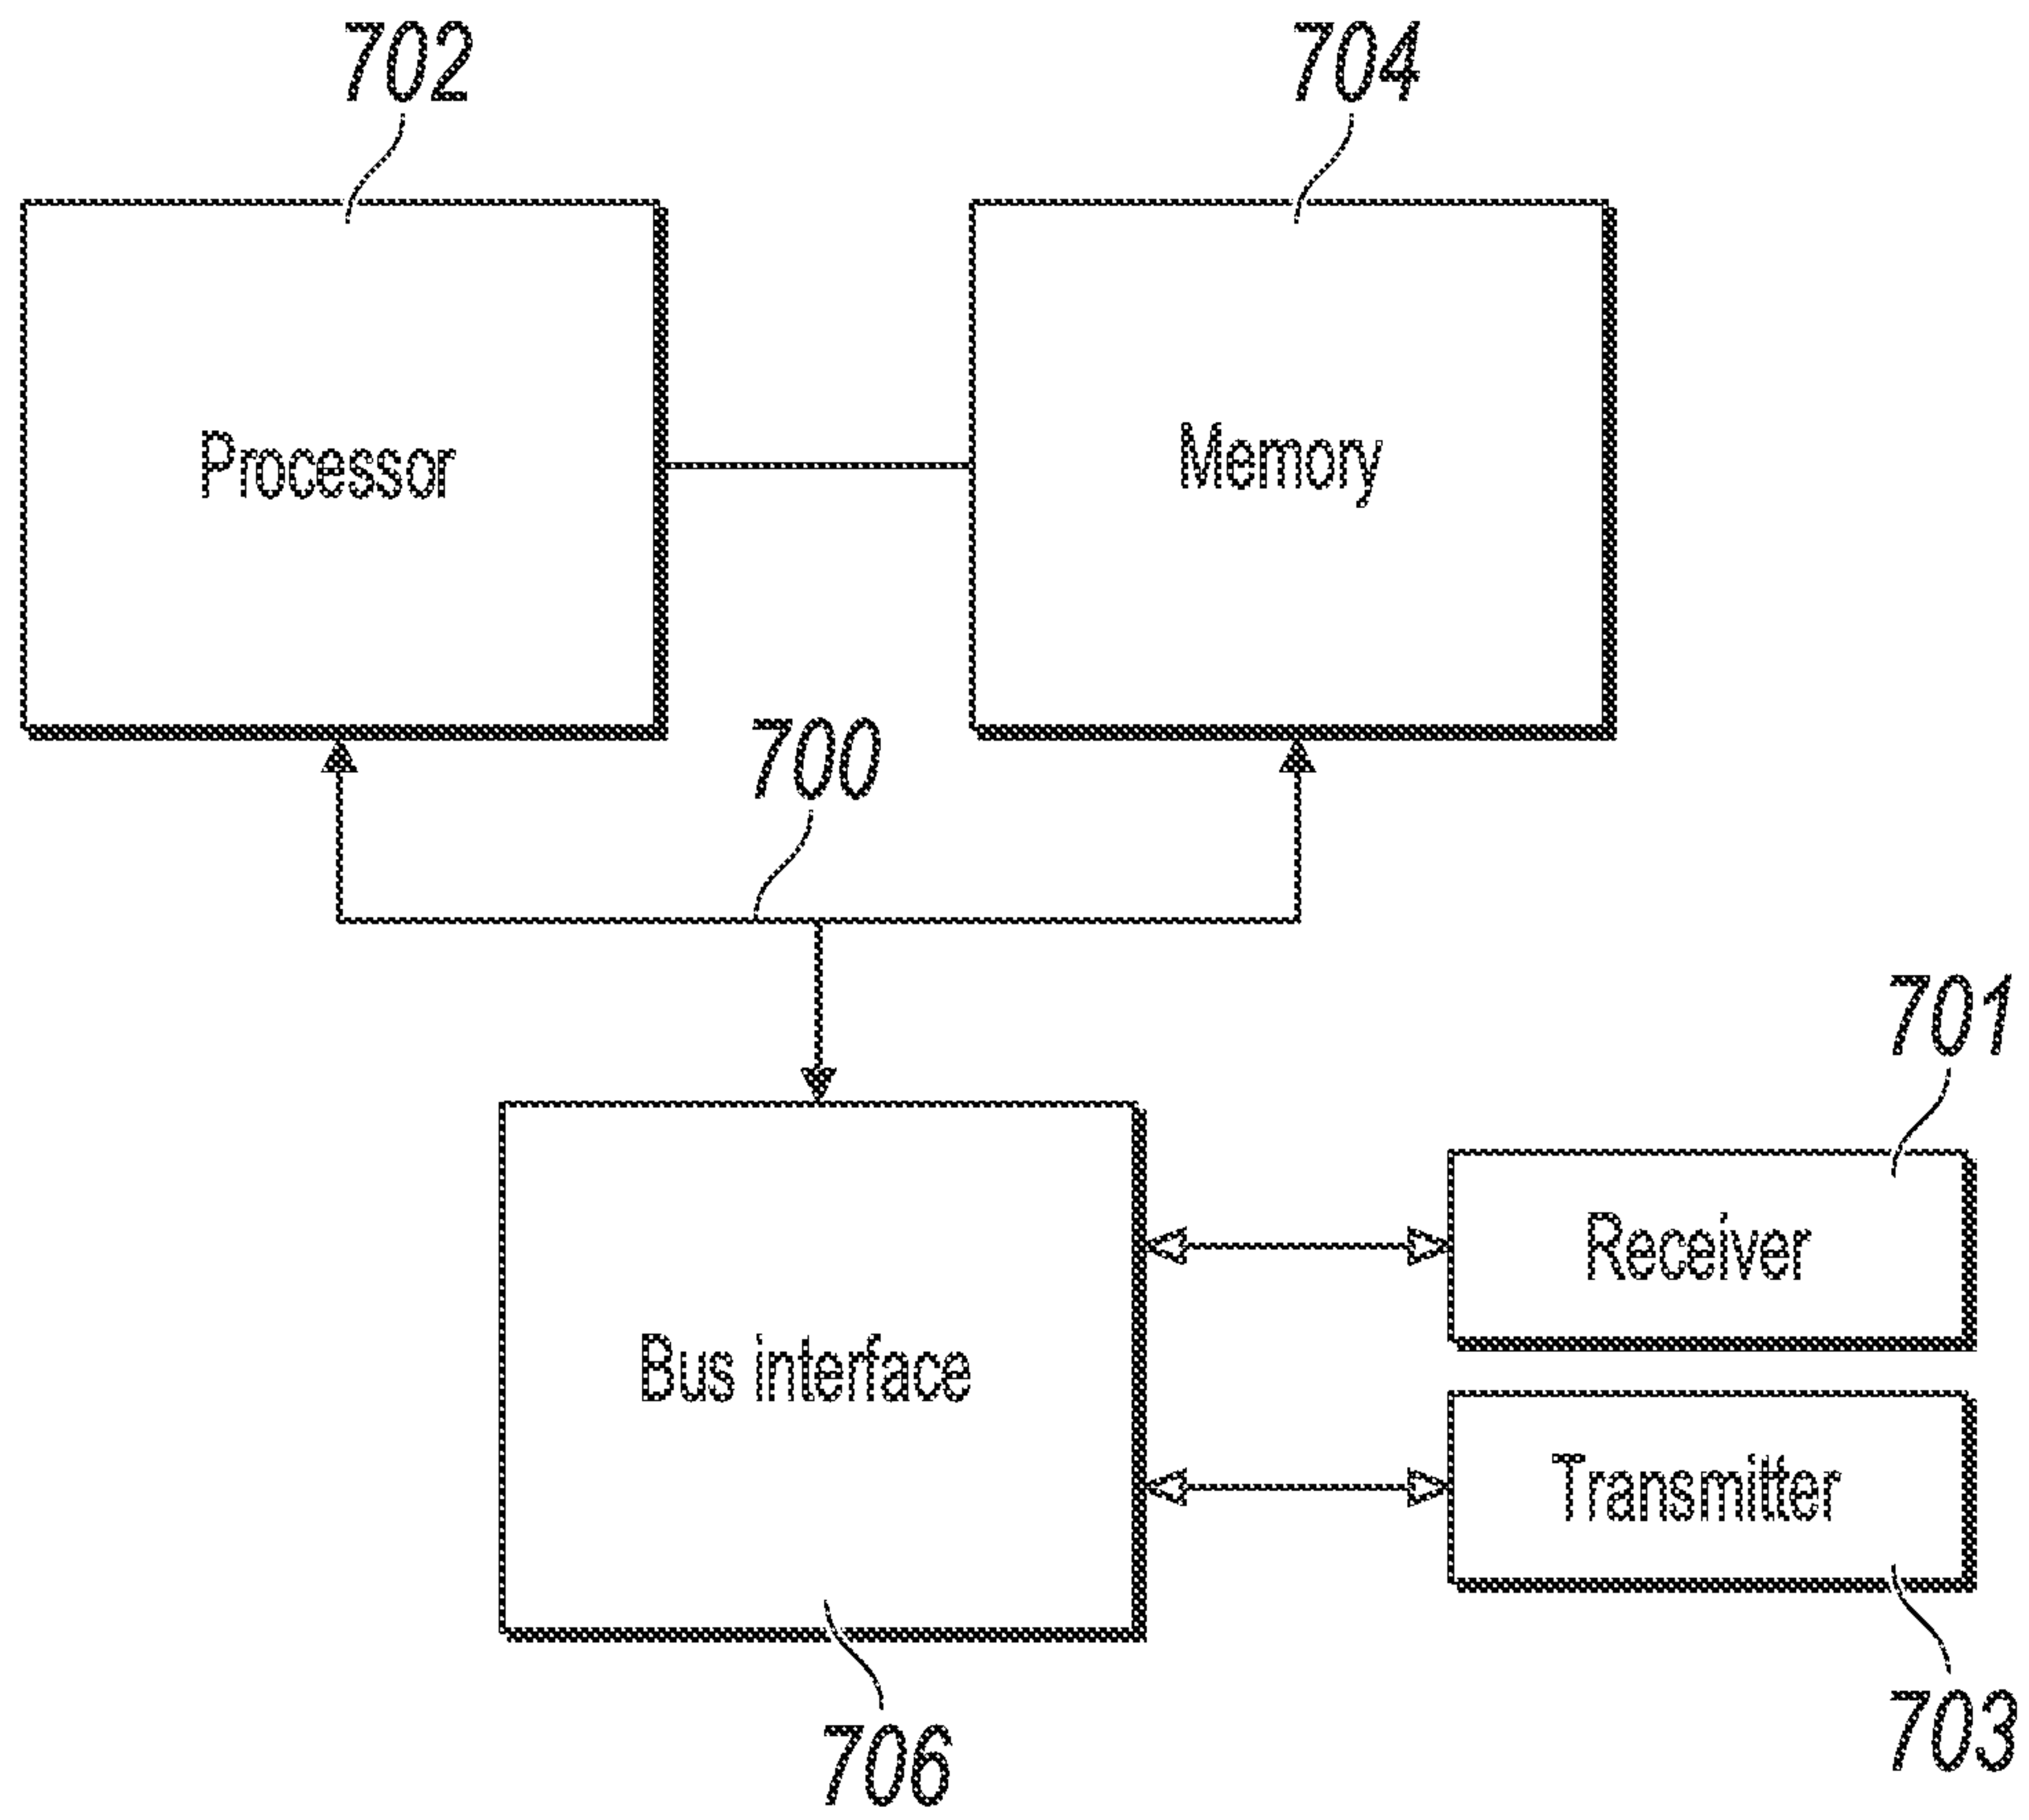 702
704
Processor
Memory
700
701
Receiver
Bus interface
Transmitter
703
706